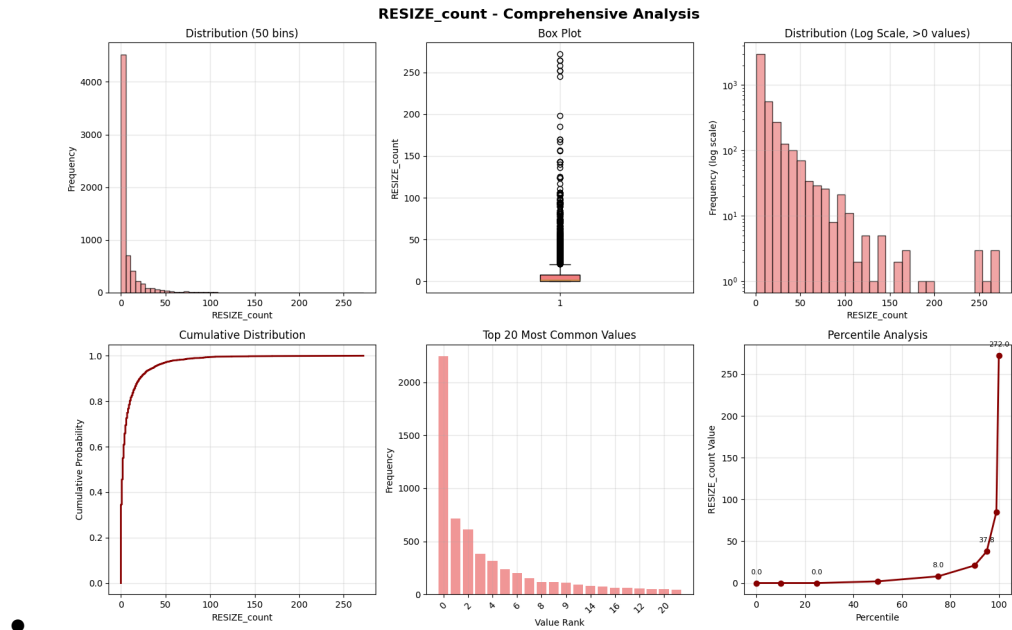 RESIZE_count - Comprehensive Analysis
Distribution (50 bins)
Frequency
4000
3000
2000
1000
0
0 50 100 150 200 250
RESIZE_count
Box Plot
RESIZE_count
250
200
150
100
50
0
1
Distribution (Log Scale, >0 values)
Frequency (log scale)
10³
10²
10¹
10⁰
0 50 100 150 200 250
RESIZE_count
Cumulative Distribution
Cumulative Probability
1.0
0.8
0.6
0.4
0.2
0.0
0 50 100 150 200 250
RESIZE_count
Top 20 Most Common Values
Frequency
2000
1500
1000
500
0
0 2 4 6 8 9 14 16 12 20
Value Rank
Percentile Analysis
RESIZE_count Value
250
200
150
100
50
0
0.0 0.0 8.0 37.8 272.0
0 20 40 60 80 100
Percentile